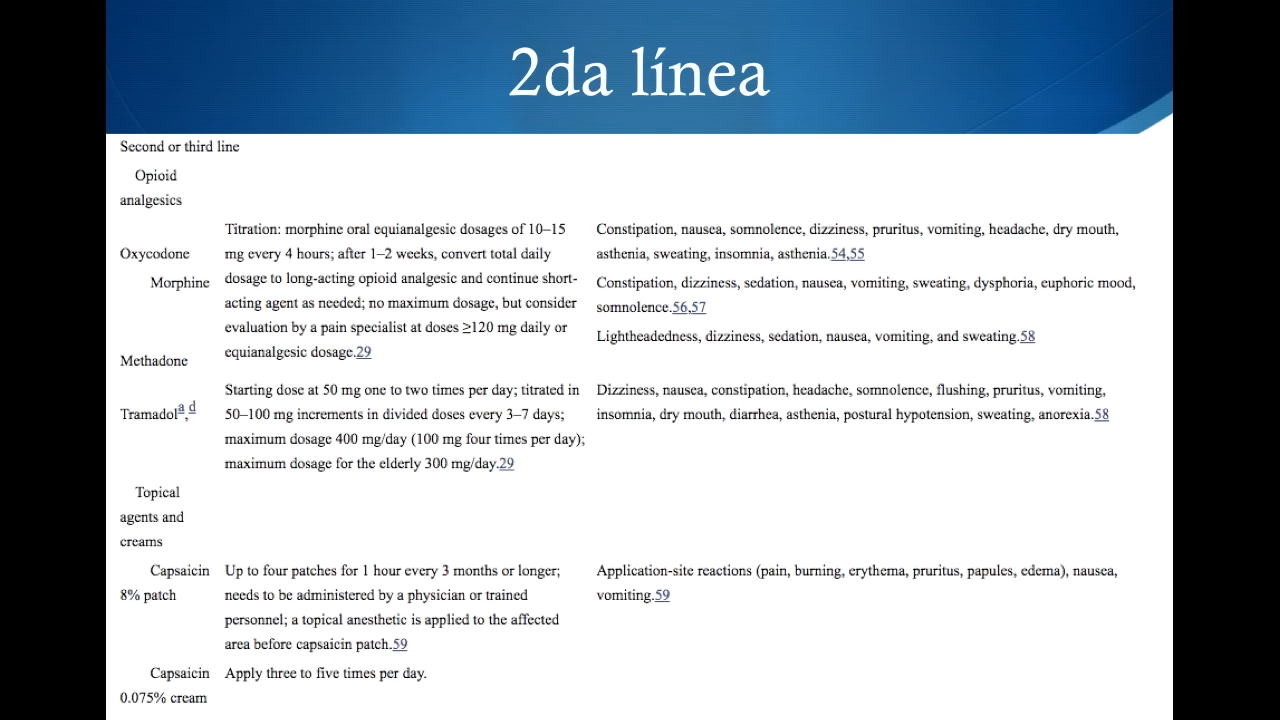 2da línea
Second or third line
Opioid
analgesics
Oxycodone
Morphine
Methadone
Titration: morphine oral equianalgesic dosages of 10–15
mg every 4 hours; after 1–2 weeks, convert total daily
dosage to long-acting opioid analgesic and continue short-
acting agent as needed; no maximum dosage, but consider
evaluation by a pain specialist at doses ≥120 mg daily or
equianalgesic dosage.29
Constipation, nausea, somnolence, dizziness, pruritus, vomiting, headache, dry mouth,
asthenia, sweating, insomnia, asthenia.54,55
Constipation, dizziness, sedation, nausea, vomiting, sweating, dysphoria, euphoric mood,
somnolence.56,57
Lightheadedness, dizziness, sedation, nausea, vomiting, and sweating.58
Tramadola,d
Starting dose at 50 mg one to two times per day; titrated in
50–100 mg increments in divided doses every 3–7 days;
maximum dosage 400 mg/day (100 mg four times per day);
maximum dosage for the elderly 300 mg/day.29
Dizziness, nausea, constipation, headache, somnolence, flushing, pruritus, vomiting,
insomnia, dry mouth, diarrhea, asthenia, postural hypotension, sweating, anorexia.58
Topical
agents and
creams
Capsaicin
8% patch
Up to four patches for 1 hour every 3 months or longer;
needs to be administered by a physician or trained
personnel; a topical anesthetic is applied to the affected
area before capsaicin patch.59
Application-site reactions (pain, burning, erythema, pruritus, papules, edema), nausea,
vomiting.59
Capsaicin
0.075% cream
Apply three to five times per day.